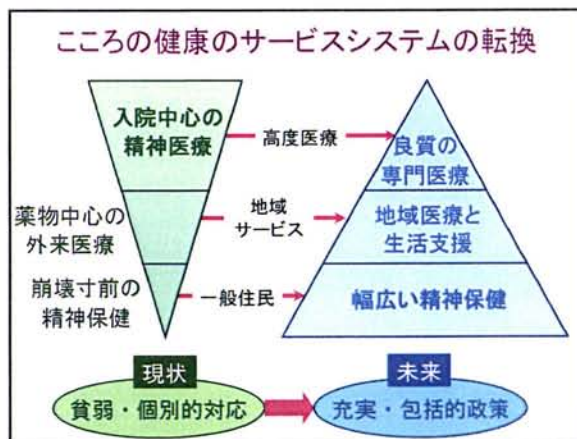 こころの健康のサービスシステムの転換
入院中心の
精神医療
高度医療
良質の
専門医療
薬物中心の
外来医療
地域
サービス
地域医療と
生活支援
崩壊寸前の
精神保健
一般住民
幅広い精神保健
現状
未来
貧弱・個別的対応
充実・包括的政策